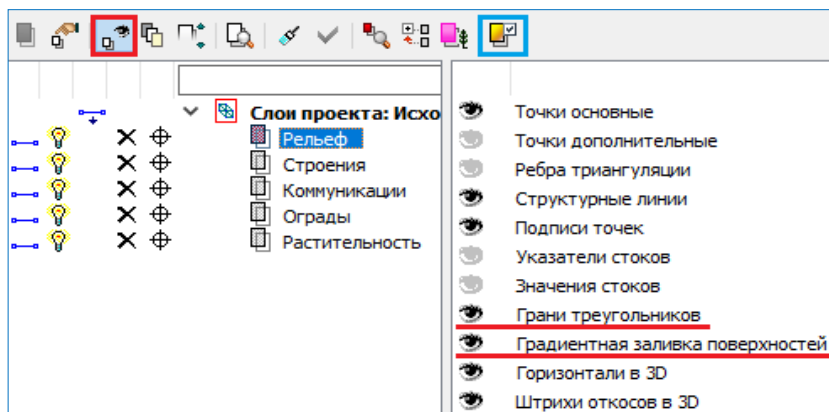 Слои проекта: Исхо
Рельеф
Строения
Коммуникации
Ограды
Растительность
Точки основные
Точки дополнительные
Ребра триангуляции
Структурные линии
Подписи точек
Указатели стоков
Значения стоков
Грани треугольников
Градиентная заливка поверхностей
Горизонтали в 3D
Штрихи откосов в 3D